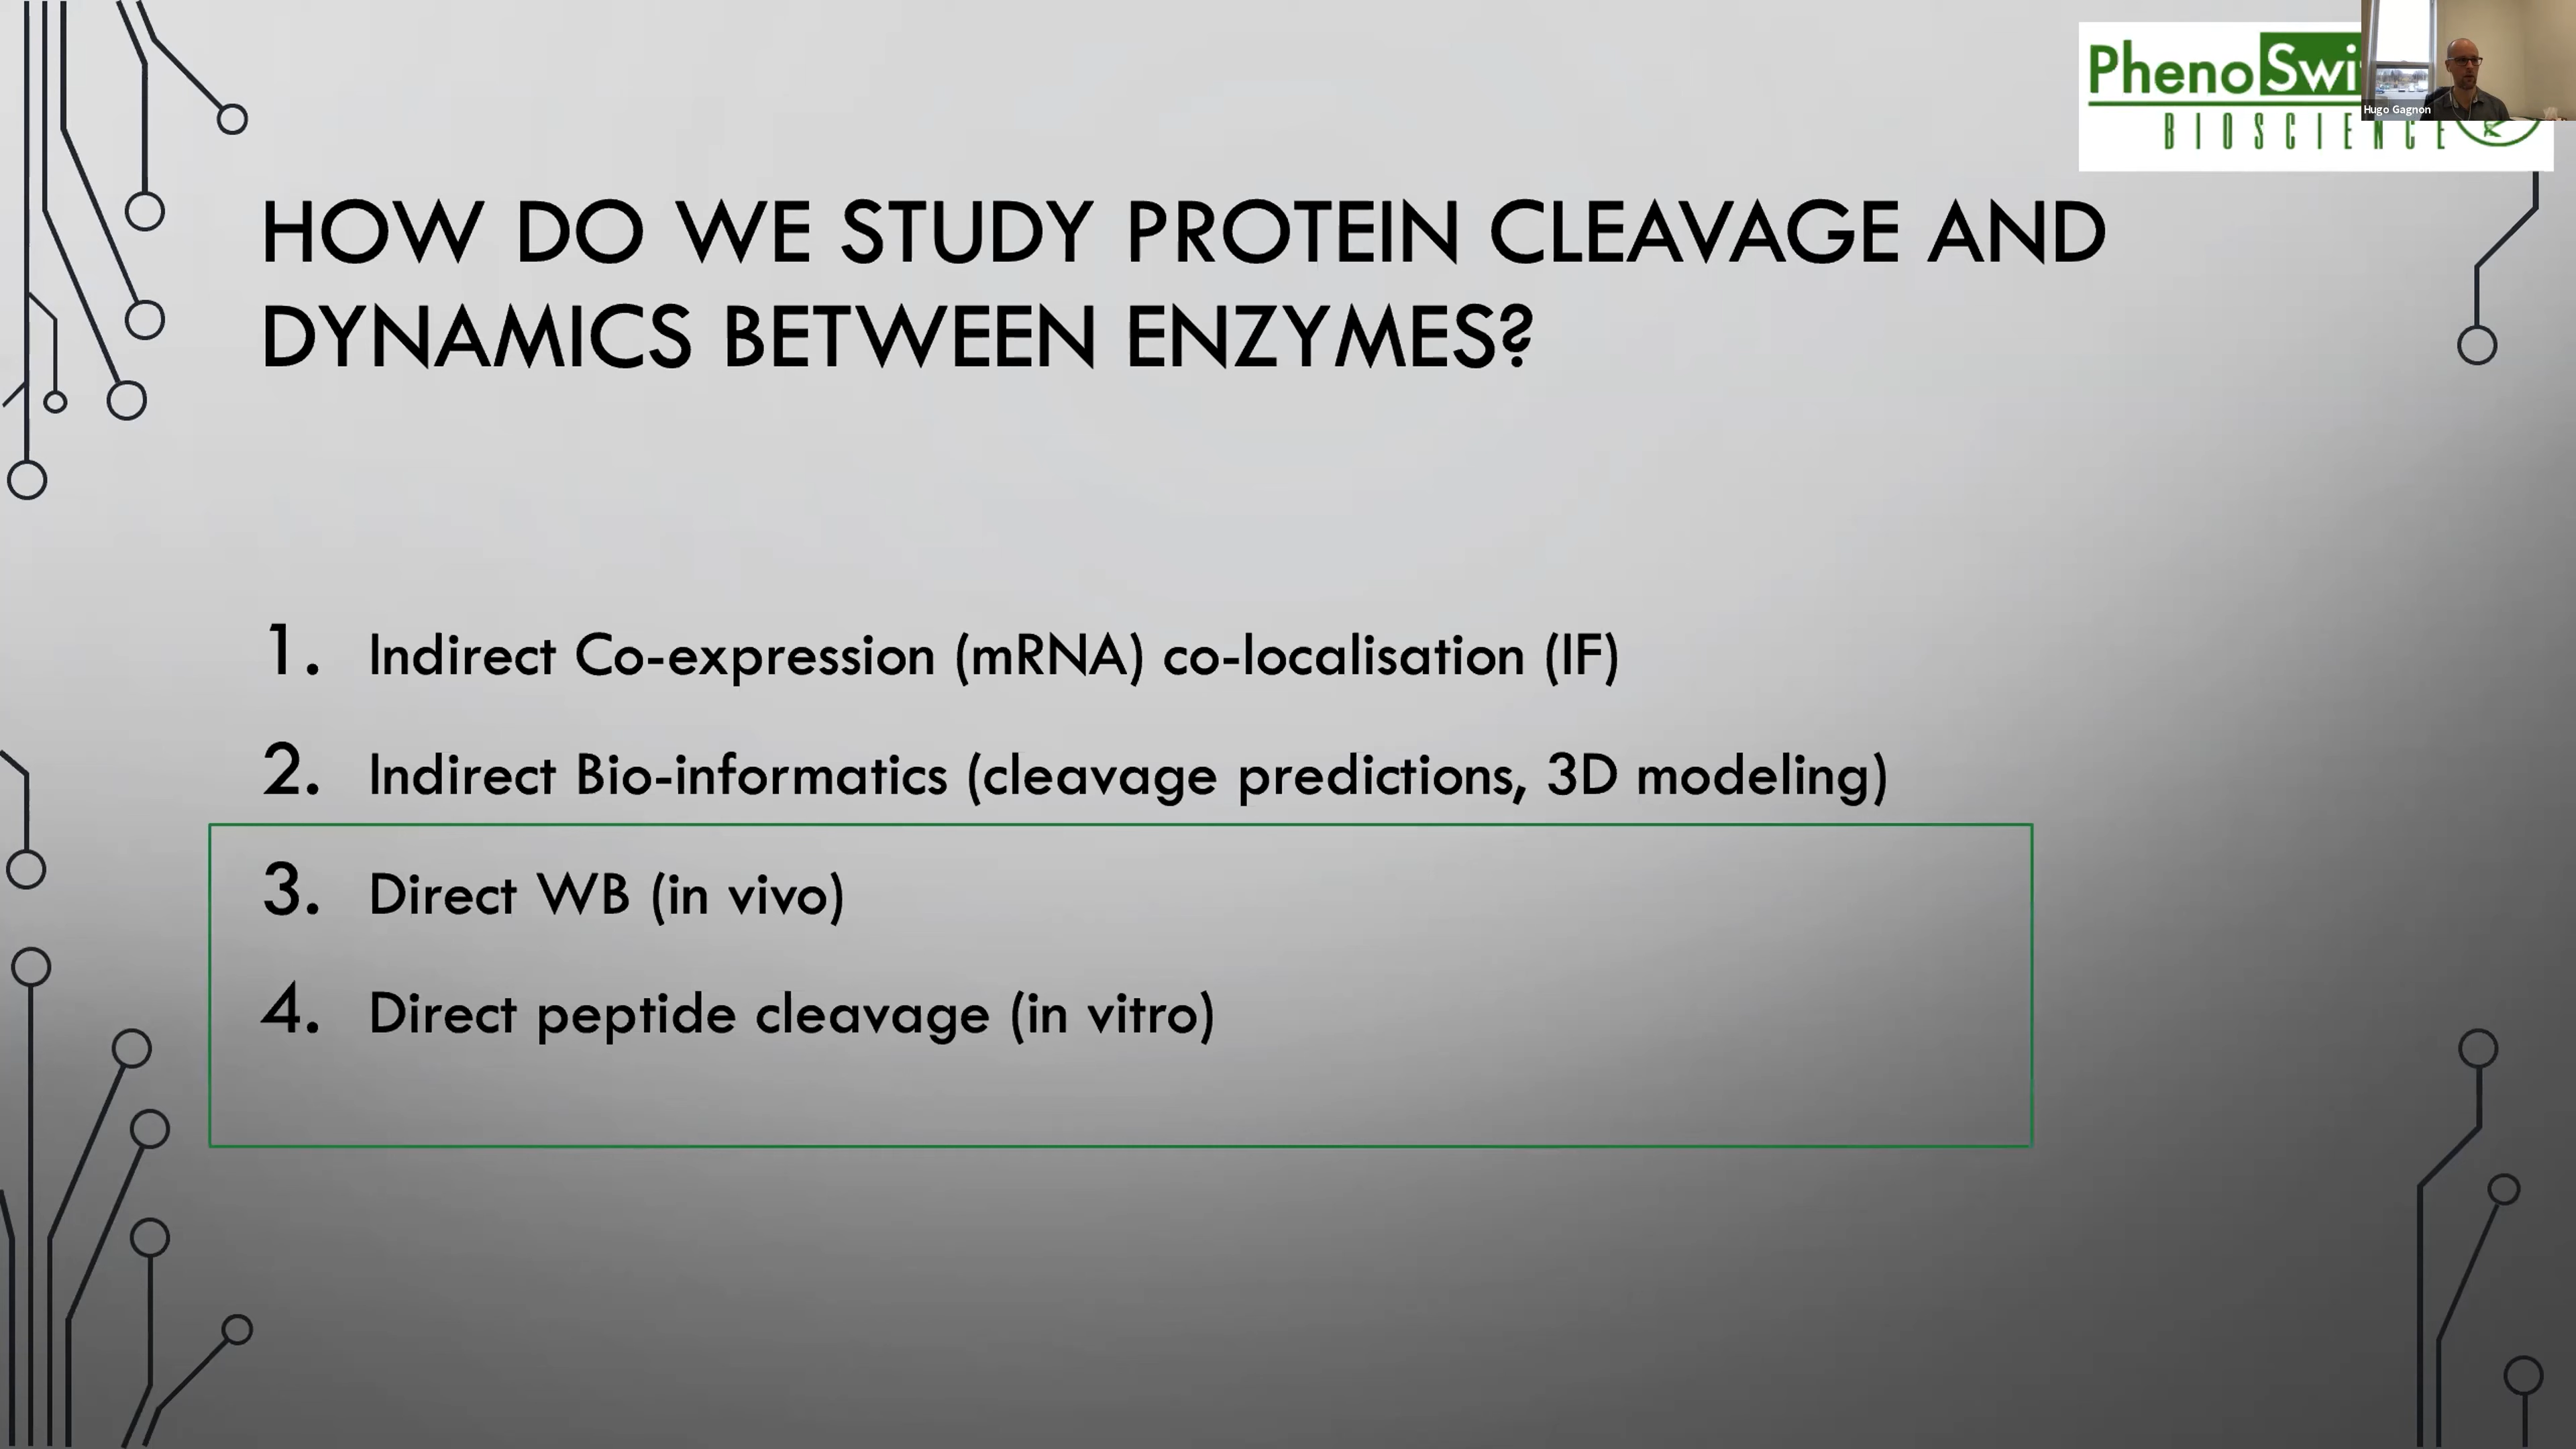 Pheno Swi
BIOSCIENCE
Hugo Gagnon
HOW DO WE STUDY PROTEIN CLEAVAGE AND
DYNAMICS BETWEEN ENZYMES?
1. Indirect Co-expression (mRNA) co-localisation (IF)
2. Indirect Bio-informatics (cleavage predictions, 3D modeling)
3. Direct WB (in vivo)
4. Direct peptide cleavage (in vitro)